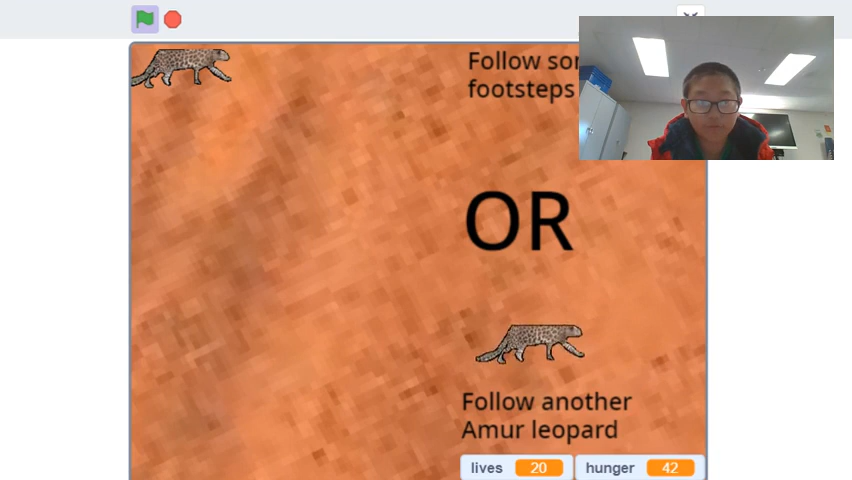 Follow
footsteps
OR
Follow another
Amur leopard
lives 20 hunger 42